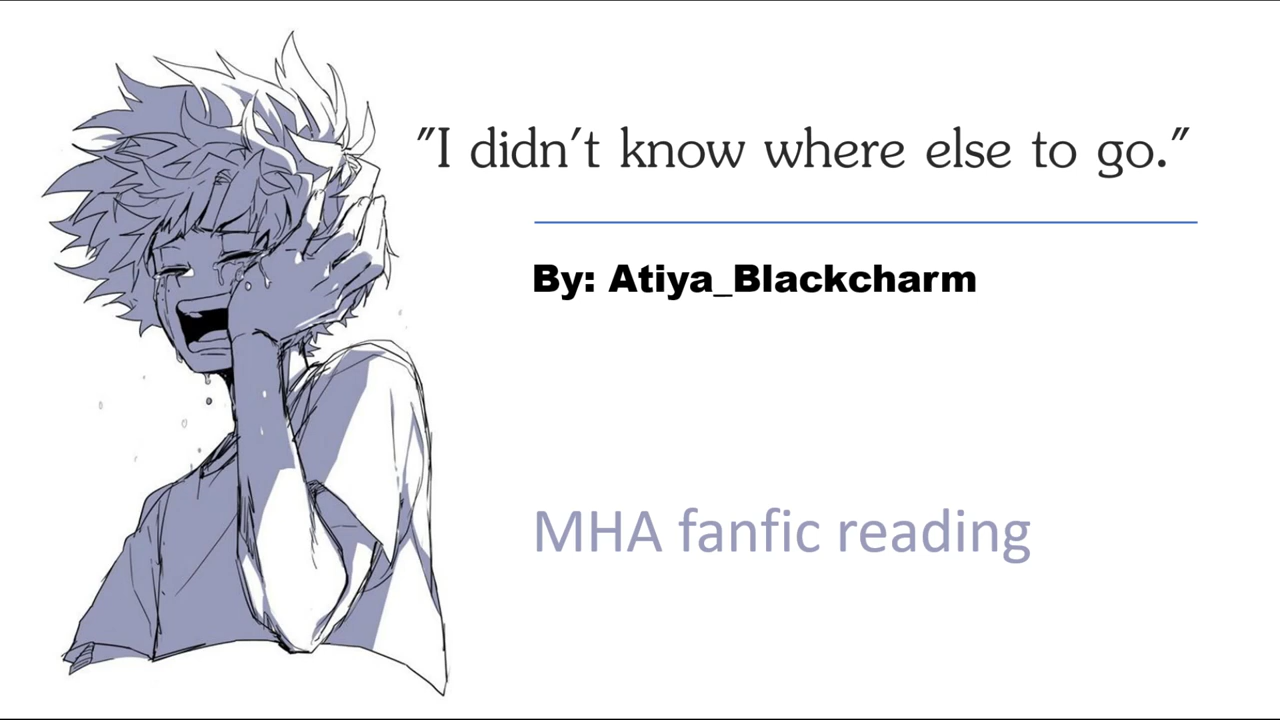 "I didn't know where else to go."
By: Atiya_Blackcharm
MHA fanfic reading